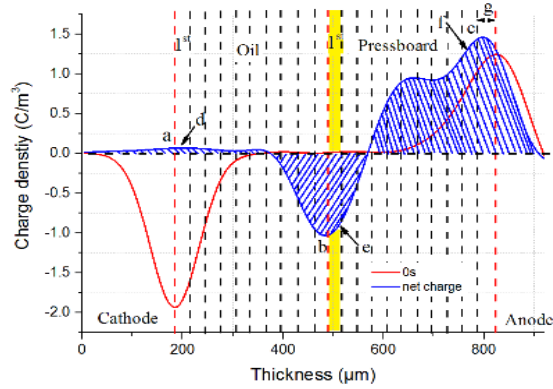 g
1st
Oil
1st
Pressboard
f
c
1.5
1.0
0.5
0.0
-0.5
-1.0
-1.5
-2.0
Charge density (C/m³)
a
d
b
e
0s
net charge
Cathode
Anode
0
200
400
600
800
Thickness (μm)